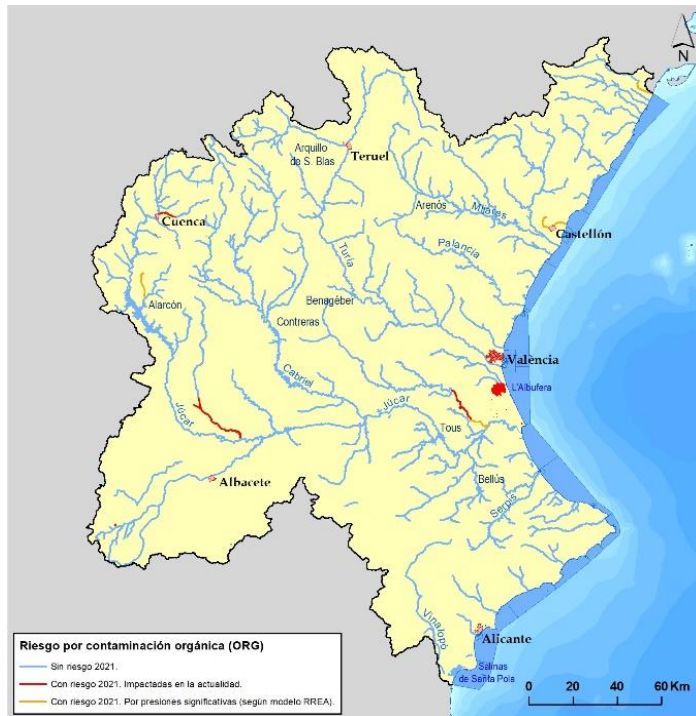 N
Arquillo
de S. Blas
Teruel
Cuenca
Arenós
Mijares
Castellón
Palancia
Turia
Alarcón
Benagéber
Contreras
València
Cabriel
L'Albufera
Júcar
Júcar
Tous
Albacete
Bellús
Serpis
Vinalopó
Alicante
Salinas
de Santa Pola
Riesgo por contaminación orgánica (ORG)
Sin riesgo 2021.
Con riesgo 2021. Impactadas en la actualidad.
Con riesgo 2021. Por presiones significativas (según modelo RREA).
0 20 40 60 Km